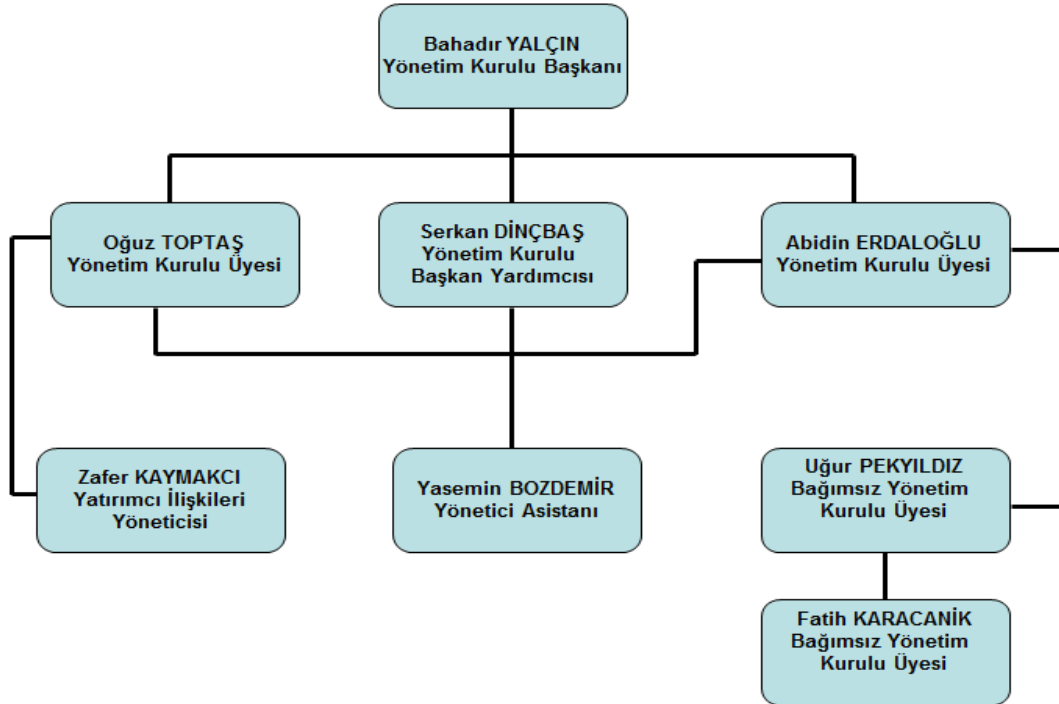 Bahadır YALÇIN
Yönetim Kurulu Başkanı
Oğuz TOPTAŞ
Yönetim Kurulu Üyesi
Serkan DİNÇBAŞ
Yönetim Kurulu
Başkan Yardımcısı
Abidin ERDALOĞLU
Yönetim Kurulu Üyesi
Zafer KAYMAKCI
Yatırımcı İlişkileri
Yöneticisi
Yasemin BOZDEMİR
Yönetici Asistanı
Uğur PEKYILDIZ
Bağımsız Yönetim
Kurulu Üyesi
Fatih KARACANİK
Bağımsız Yönetim
Kurulu Üyesi